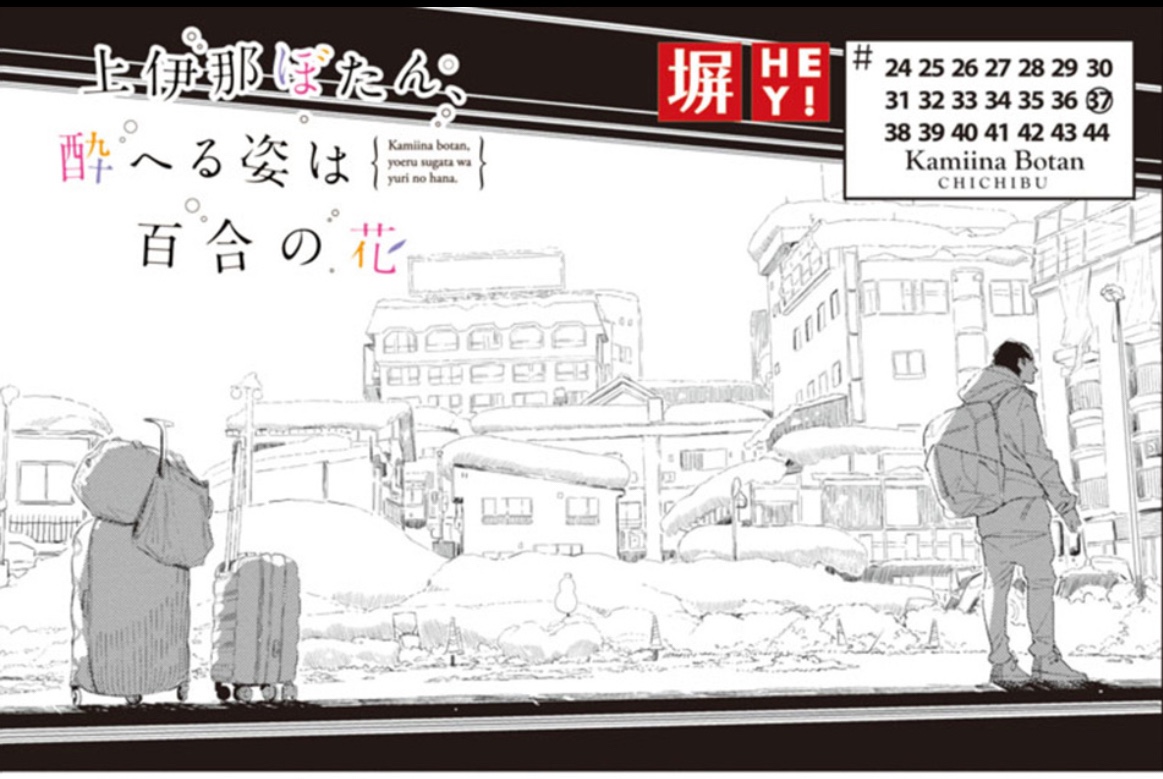 上伊那ぼたん、
酔へる姿は
百合の花
Kamiina botan,
yoeru sugata wa
yuri no hana.
塀 HEY!
# 24 25 26 27 28 29 30
31 32 33 34 35 36 37
38 39 40 41 42 43 44
Kamiina Botan
CHICHIBU